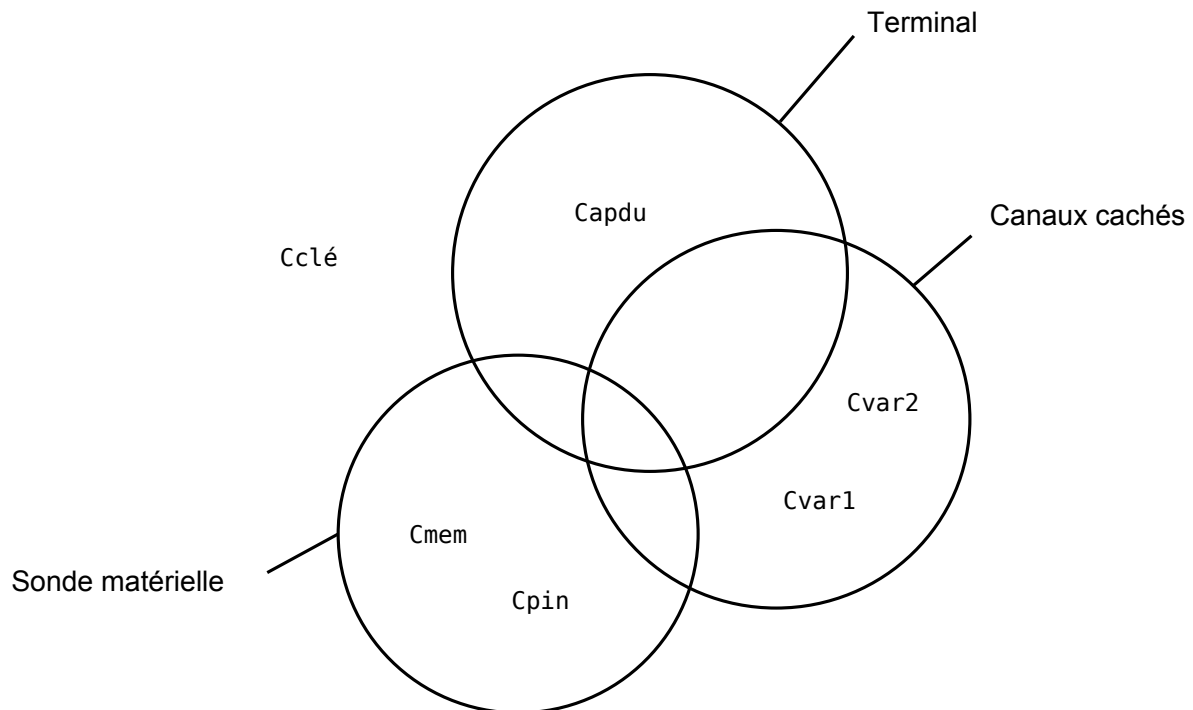 Terminal
Capdu
Canaux cachés
Cclé
Cvar2
Cvar1
Cmem
Sonde matérielle
Cpin